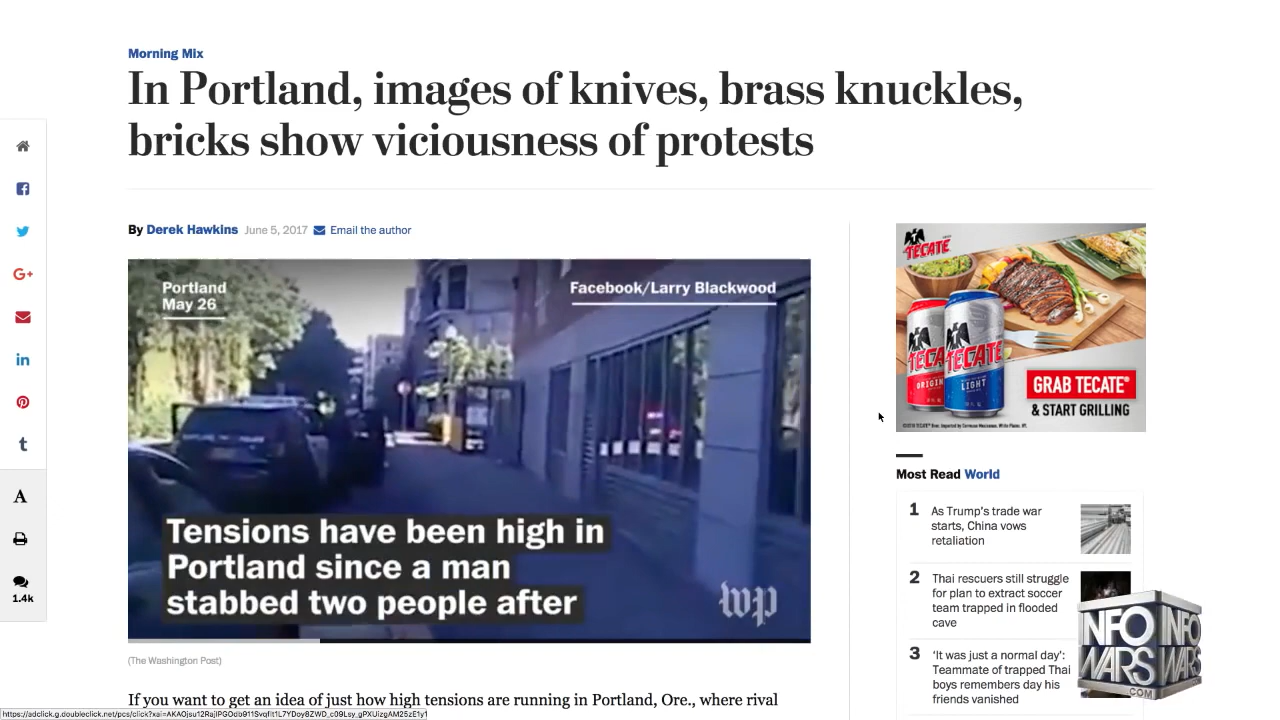 Morning Mix
In Portland, images of knives, brass knuckles,
bricks show viciousness of protests
By Derek Hawkins June 5, 2017 Email the author
Portland
May 26
Facebook/Larry Blackwood
Tensions have been high in
Portland since a man
stabbed two people after
wp
(The Washington Post)
If you want to get an idea of just how high tensions are running in Portland, Ore., where rival
G+
in
t
A
1.4k
TECATE
TECATE
ORIGIN
TECATE
LIGHT
GRAB TECATE®
& START GRILLING
Most Read World
1
As Trump's trade war
starts, China vows
retaliation
2
Thai rescuers still struggle
for plan to extract soccer
team trapped in flooded
cave
3
'It was just a normal day':
Teammate of trapped Thai
boys remembers day his
friends vanished
INFO
WARS
.COM
INFO
WARS